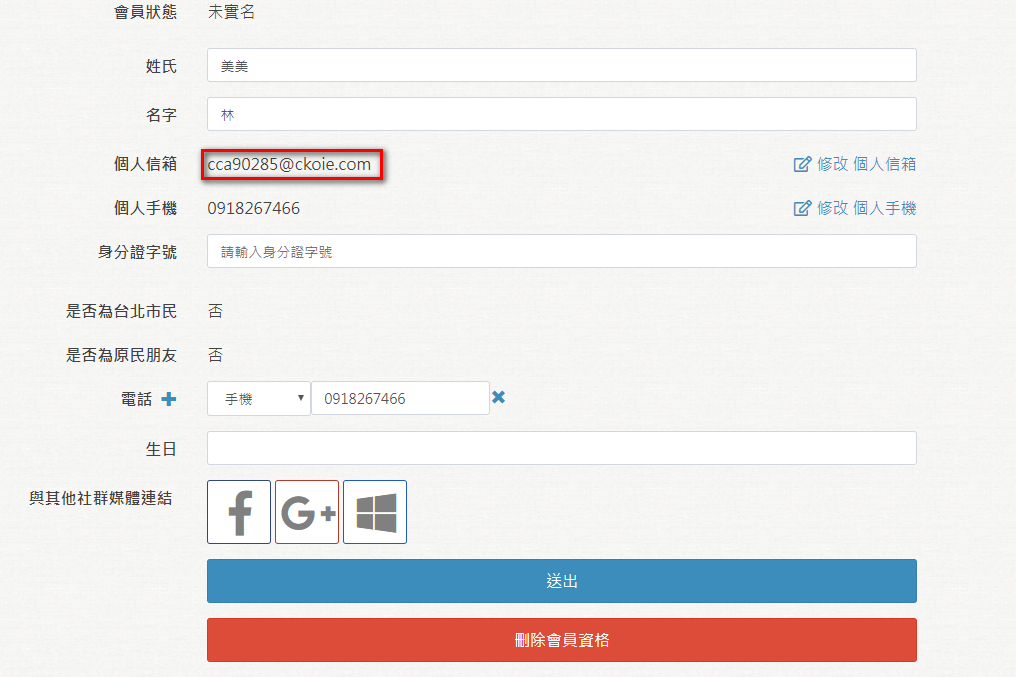 會員狀態 未實名
姓氏 美美
名字 林
個人信箱 cca90285@ckoie.com 修改 個人信箱
個人手機 0918267466 修改 個人手機
身分證字號 請輸入身分證字號
是否為台北市民 否
是否為原民朋友 否
電話 手機 0918267466
生日
與其他社群媒體連結 f G+
送出
刪除會員資格